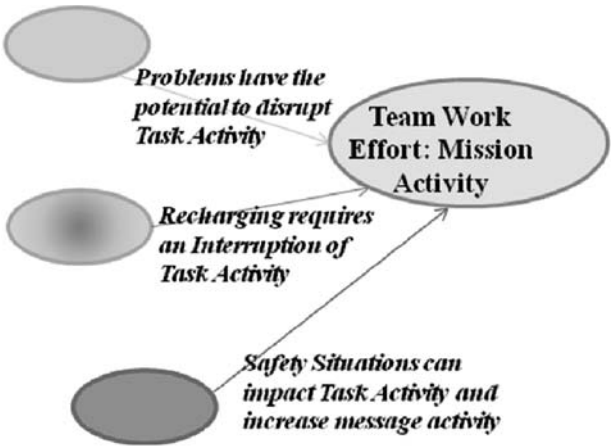 Problems have the
potential to disrupt
Task Activity
Team Work
Effort: Mission
Activity
Recharging requires
an Interruption of
Task Activity
Safety Situations can
impact Task Activity and
increase message activity